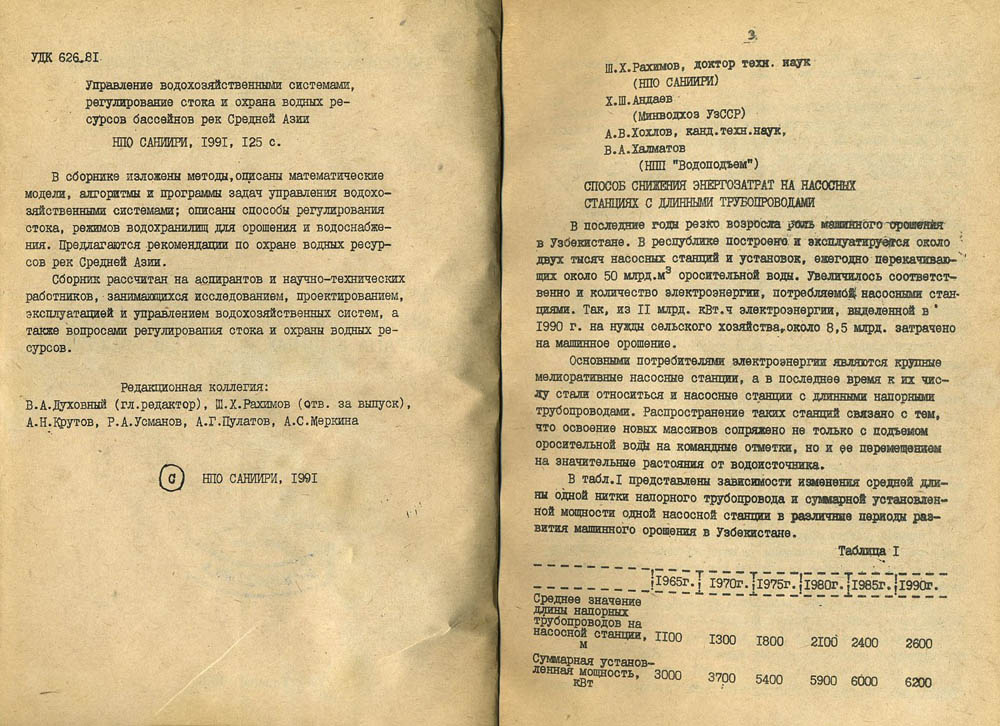 УДК 626.81
Управление водохозяйственными системами,
регулирование стока и охрана водных ре-
сурсов бассейнов рек Средней Азии
НПО САНИИРИ, 1991, 125 с.
В сборнике изложены методы, описаны математические
модели, алгоритмы и программы задач управления водохо-
зяйственными системами; описаны способы регулирования
стока, режимов водохранилищ для орошения и водоснабже-
ния. Предлагаются рекомендации по охране водных ресур-
сов рек Средней Азии.
Сборник рассчитан на аспирантов и научно-технических
работников, занимающихся исследованием, проектированием,
эксплуатацией и управлением водохозяйственных систем, а
также вопросами регулирования стока и охраны водных ре-
сурсов.
Редакционная коллегия:
В.А.Духовный (гл.редактор), Ш.Х.Рахимов (отв. за выпуск),
А.Н.Крутов, Р.А.Усманов, А.Г.Пулатов, А.С.Меркина
© НПО САНИИРИ, 1991
3
Ш.Х.Рахимов, доктор техн. наук
(НПО САНИИРИ)
Х.Ш.Андаев
(Минводхоз УзССР)
А.В.Хохлов, канд.техн.наук,
В.А.Халматов
(НПП "Водоподъем")
СПОСОБ СНИЖЕНИЯ ЭНЕРГОЗАТРАТ НА НАСОСНЫХ
СТАНЦИЯХ С ДЛИННЫМИ ТРУБОПРОВОДАМИ
В последние годы резко возросла роль машинного орошения
в Узбекистане. В республике построено и эксплуатируется около
двух тысяч насосных станций и установок, ежегодно перекачиваю-
щих около 50 млрд.м³ оросительной воды. Увеличилось соответст-
венно и количество электроэнергии, потребляемой насосными стан-
циями. Так, из 11 млрд. кВт.ч электроэнергии, выделенной в
1990 г. на нужды сельского хозяйства, около 8,5 млрд. затрачено
на машинное орошение.
Основными потребителями электроэнергии являются крупные
мелиоративные насосные станции, а в последнее время к их чис-
лу стали относиться и насосные станции с длинными напорными
трубопроводами. Распространение таких станций связано с тем,
что освоение новых массивов сопряжено не только с подъемом
оросительной воды на командные отметки, но и ее перемещением
на значительные растояния от водоисточника.
В табл.I представлены зависимости изменения средней дли-
ны одной нитки напорного трубопровода и суммарной установлен-
ной мощности одной насосной станции в различные периоды раз-
вития машинного орошения в Узбекистане.
Таблица I
1965г. 1970г. 1975г. 1980г. 1985г. 1990г.
Среднее значение
длины напорных
трубопроводов на
насосной станции, 1100 1300 1800 2100 2400 2600
м
Суммарная установ-
ленная мощность, 3000 3700 5400 5900 6000 6200
кВт